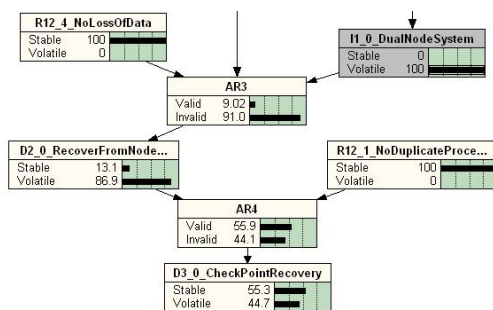 R12_4_NoLossOfData
Stable 100
Volatile 0
I1_0_DualNodeSystem
Stable 0
Volatile 100
AR3
Valid 9.02
Invalid 91.0
D2_0_RecoverFromNode...
Stable 13.1
Volatile 86.9
R12_1_NoDuplicateProce...
Stable 100
Volatile 0
AR4
Valid 55.9
Invalid 44.1
D3_0_CheckPointRecovery
Stable 55.3
Volatile 44.7